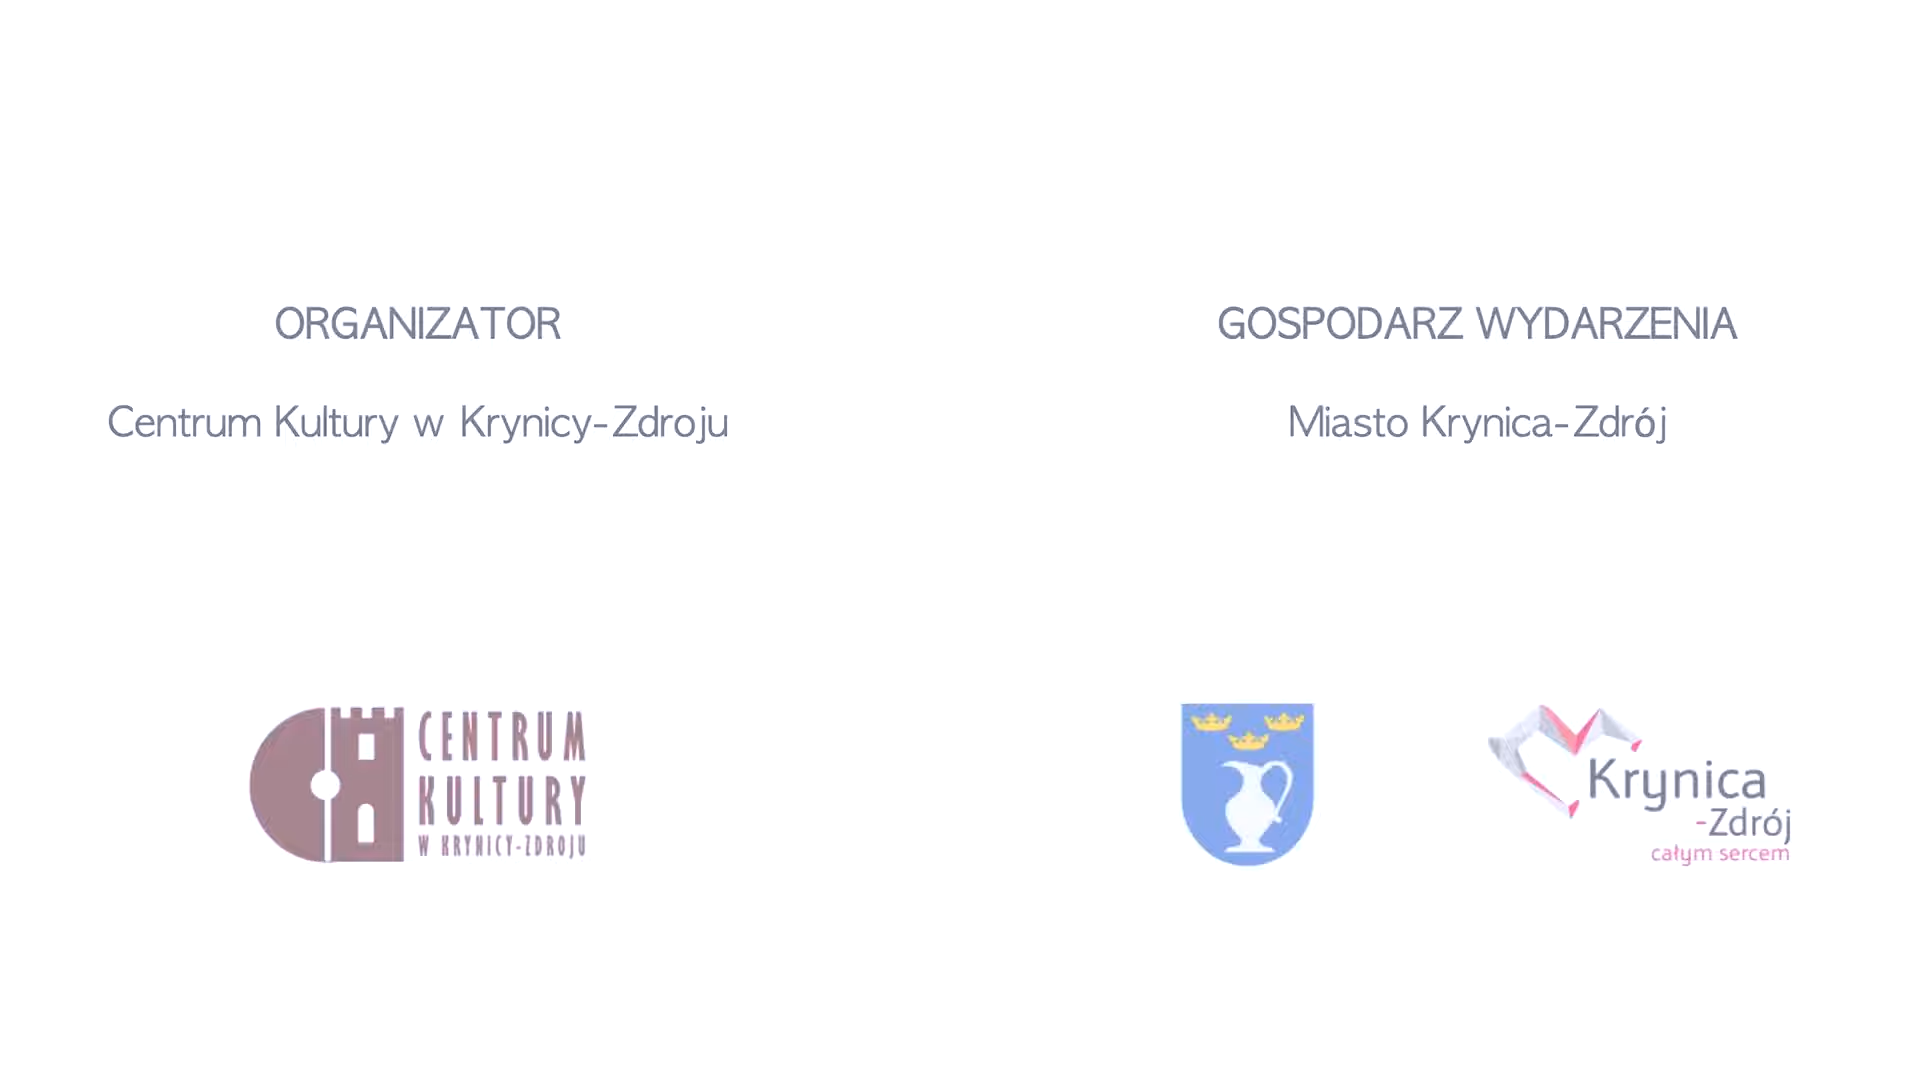 ORGANIZATOR
Centrum Kultury w Krynicy-Zdroju
GOSPODARZ WYDARZENIA
Miasto Krynica-Zdrój
CENTRUM
KULTURY
W KRYNICY-ZDROJU
Krynica
-Zdrój
całym sercem